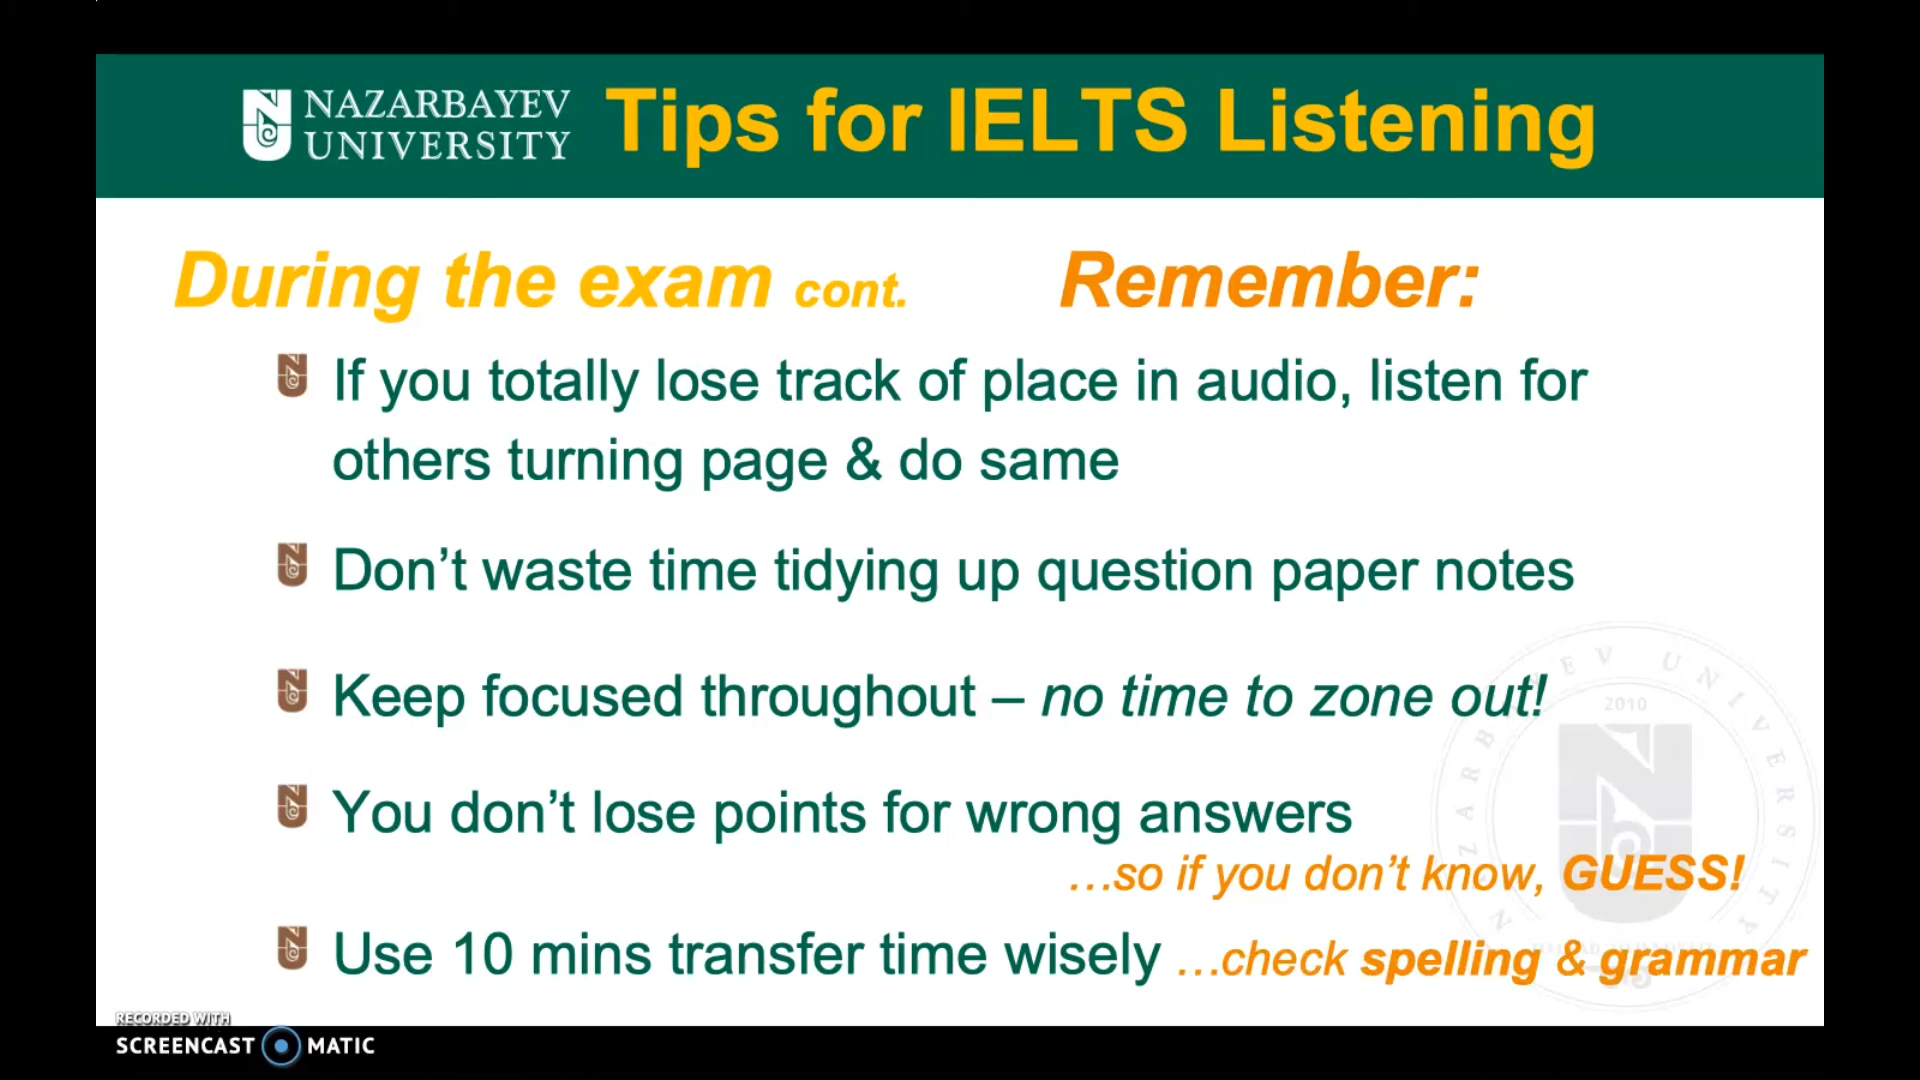 NAZARBAYEV
UNIVERSITY
Tips for IELTS Listening
During the exam cont.
Remember:
If you totally lose track of place in audio, listen for
others turning page & do same
Don’t waste time tidying up question paper notes
Keep focused throughout – no time to zone out!
You don’t lose points for wrong answers
…so if you don’t know, GUESS!
Use 10 mins transfer time wisely …check spelling & grammar
NAZARBAYEV UNIVERSITY
2010
RECORDED WITH
SCREENCAST MATIC